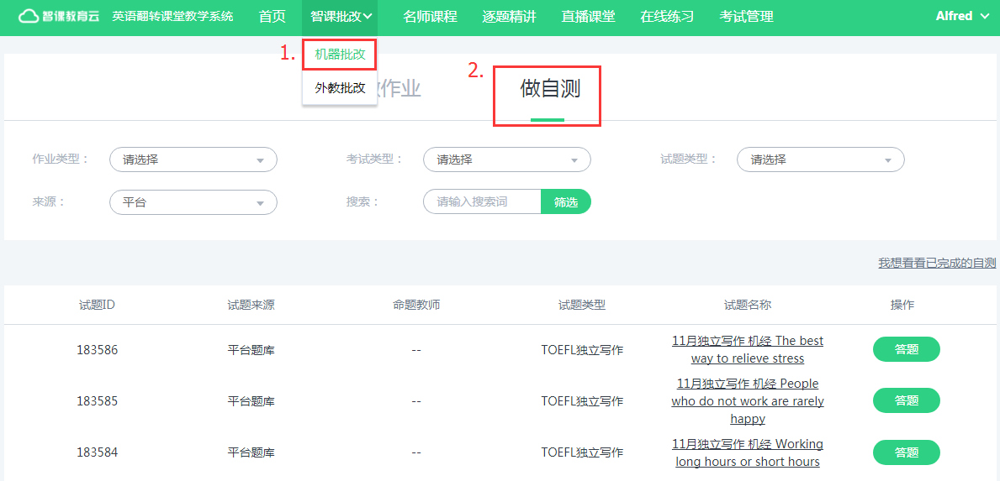 智课教育云 英语翻转课堂教学系统 首页 智课批改 名师课程 逐题精讲 直播课堂 在线练习 考试管理 Alfred
1. 机器批改
外教批改
作业
2. 做自测
作业类型： 请选择 考试类型： 请选择 试题类型： 请选择
来源： 平台 搜索： 请输入搜索词 筛选
我想看看已完成的自测
试题ID 试题来源 命题教师 试题类型 试题名称 操作
183586 平台题库 -- TOEFL独立写作 11月独立写作 机经 The best 答题
way to relieve stress
183585 平台题库 -- TOEFL独立写作 11月独立写作 机经 People 答题
who do not work are rarely
happy
183584 平台题库 -- TOEFL独立写作 11月独立写作 机经 Working 答题
long hours or short hours